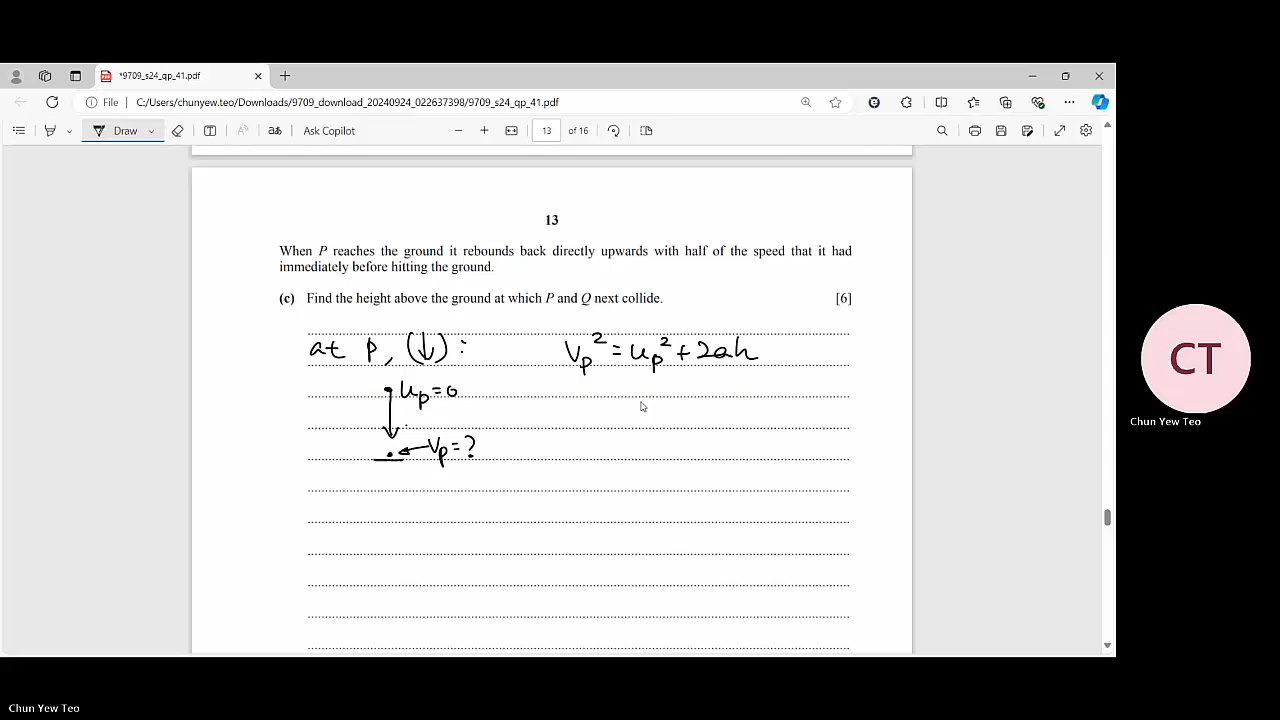 *9709_s24_qp_41.pdf
File | C:/Users/chunyew.teo/Downloads/9709_download_20240924_022637398/9709_s24_qp_41.pdf
Draw
aあ
Ask Copilot
13 of 16
13
When P reaches the ground it rebounds back directly upwards with half of the speed that it had
immediately before hitting the ground.
(c) Find the height above the ground at which P and Q next collide. [6]
at P, (↓) : Vp² = up² + 2ah
up = 0
Vp = ?
CT
Chun Yew Teo
Chun Yew Teo